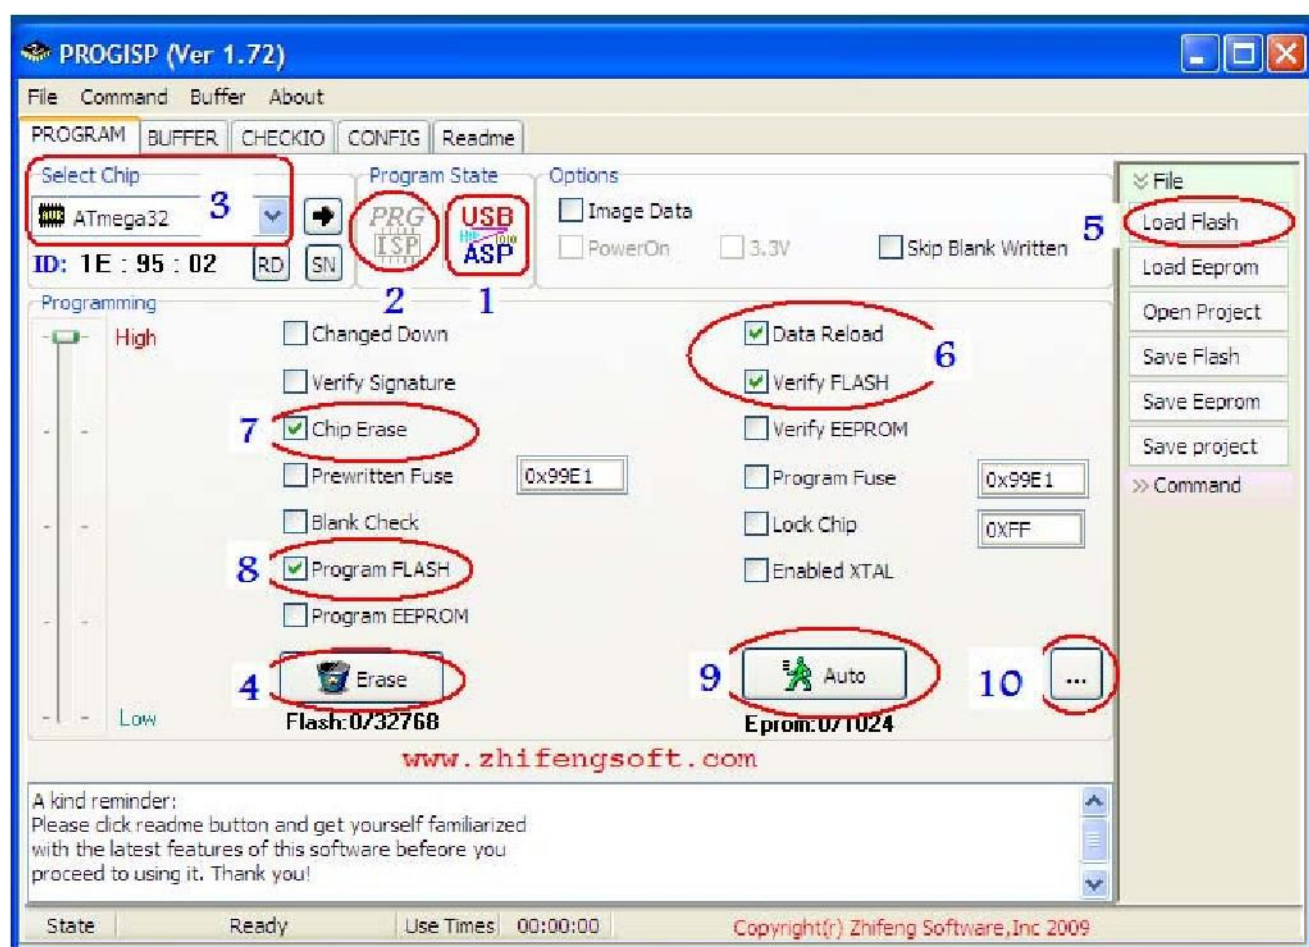 PROGISP (Ver 1.72)
File Command Buffer About
PROGRAM BUFFER CHECKIO CONFIG Readme
Select Chip Program State Options
ATmega32 3 PRG ISP USB ASP Image Data
PowerOn 3.3V Skip Blank Written
ID: 1E : 95 : 02 RD SN
2 1
File
5 Load Flash
Load Eeprom
Open Project
Save Flash
Save Eeprom
Save project
Command
Programming
High Changed Down Data Reload
6
Verify Signature Verify FLASH
7 Chip Erase Verify EEPROM
Prewritten Fuse 0x99E1 Program Fuse 0x99E1
Blank Check Lock Chip 0XFF
8 Program FLASH Enabled XTAL
Program EEPROM
4 Erase 9 Auto 10 ...
Low Flash:0/32768 Eprom:0/1024
www.zhifengsoft.com
A kind reminder:
Please click readme button and get yourself familiarized
with the latest features of this software befeore you
proceed to using it. Thank you!
State Ready Use Times 00:00:00 Copyright(r) Zhifeng Software,Inc 2009